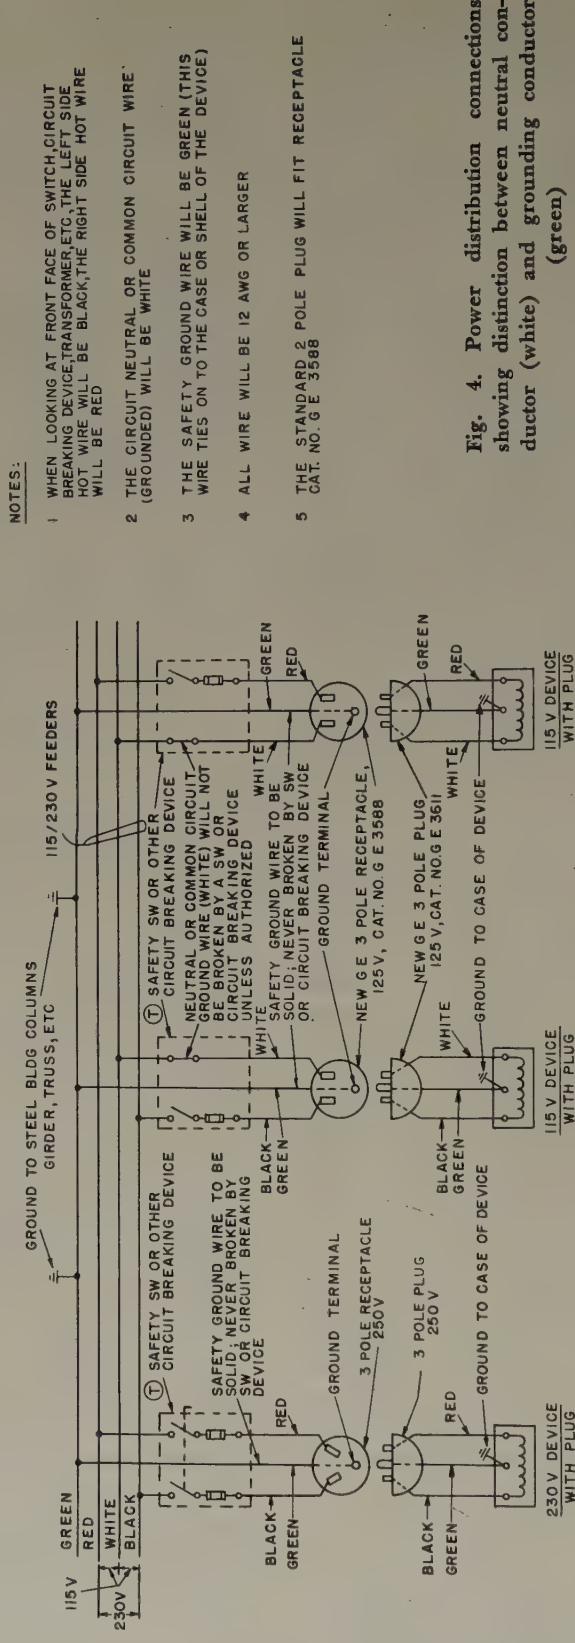 GROUND TO STEEL BLDG COLUMNS
GIRDER, TRUSS, ETC
115/230 V FEEDERS
115V
230V
GREEN
RED
WHITE
BLACK
Ⓣ SAFETY SW OR OTHER
CIRCUIT BREAKING DEVICE
SAFETY GROUND WIRE TO BE
SOLID; NEVER BROKEN BY
SW OR CIRCUIT BREAKING
DEVICE
RED
BLACK
GREEN
GROUND TERMINAL
3 POLE RECEPTACLE
250V
3 POLE PLUG
250V
BLACK
GREEN
RED
GROUND TO CASE OF DEVICE
230V DEVICE
WITH PLUG
Ⓣ SAFETY SW OR OTHER
CIRCUIT BREAKING DEVICE
NEUTRAL OR COMMON CIRCUIT
GROUND WIRE (WHITE) WILL NOT
BE BROKEN BY A SW OR
CIRCUIT BREAKING DEVICE
UNLESS AUTHORIZED
WHITE
WHITE
SAFETY GROUND WIRE TO BE
SOLID; NEVER BROKEN BY SW
OR CIRCUIT BREAKING DEVICE
BLACK
GREEN
GREEN
RED
GROUND TERMINAL
NEW G E 3 POLE RECEPTACLE,
125V, CAT. NO. G E 3588
NEW G E 3 POLE PLUG
125V, CAT. NO. G E 3611
BLACK
GREEN
WHITE
WHITE
GREEN
RED
GROUND TO CASE OF DEVICE
115V DEVICE
WITH PLUG
115V DEVICE
WITH PLUG
NOTES:
1 WHEN LOOKING AT FRONT FACE OF SWITCH, CIRCUIT
BREAKING DEVICE, TRANSFORMER, ETC, THE LEFT SIDE
HOT WIRE WILL BE BLACK, THE RIGHT SIDE HOT WIRE
WILL BE RED
2 THE CIRCUIT NEUTRAL OR COMMON CIRCUIT WIRE
(GROUNDED) WILL BE WHITE
3 THE SAFETY GROUND WIRE WILL BE GREEN (THIS
WIRE TIES ON TO THE CASE OR SHELL OF THE DEVICE)
4 ALL WIRE WILL BE 12 AWG OR LARGER
5 THE STANDARD 2 POLE PLUG WILL FIT RECEPTACLE
CAT. NO. G E 3588
Fig. 4. Power distribution connections
showing distinction between neutral con-
ductor (white) and grounding conductor
(green)